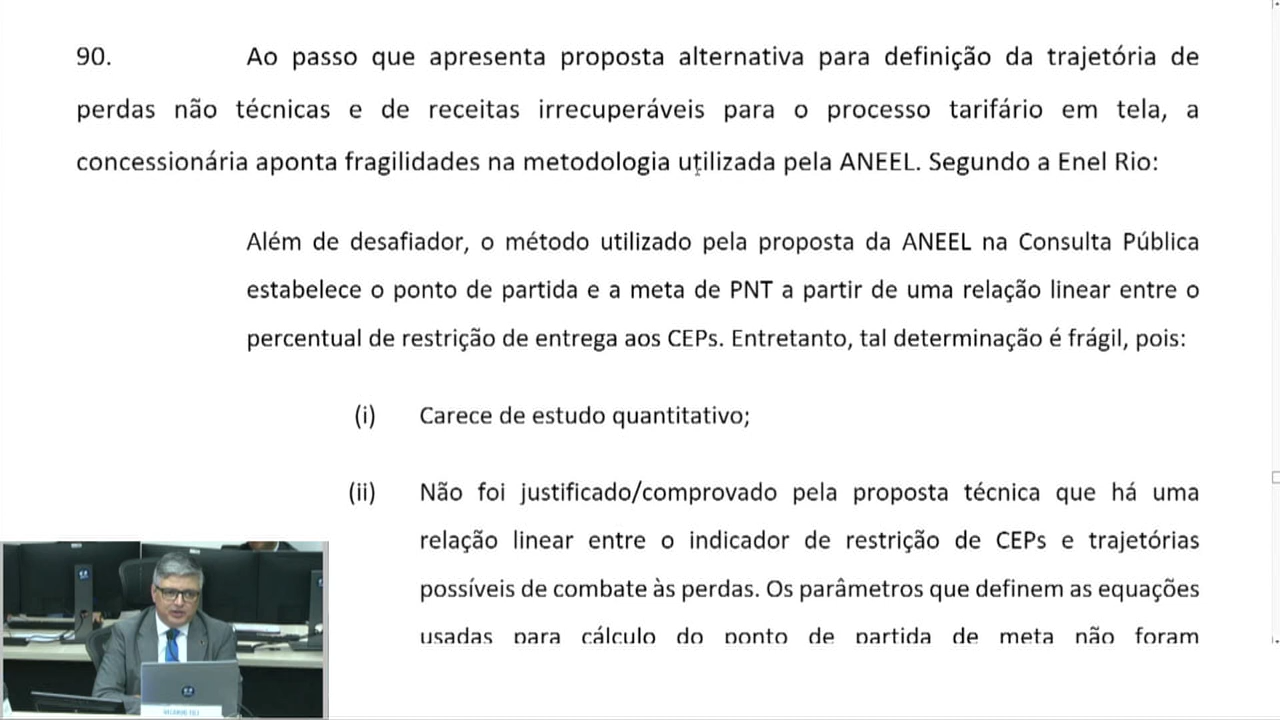 90. Ao passo que apresenta proposta alternativa para definição da trajetória de
perdas não técnicas e de receitas irrecuperáveis para o processo tarifário em tela, a
concessionária aponta fragilidades na metodologia utilizada pela ANEEL. Segundo a Enel Rio:
Além de desafiador, o método utilizado pela proposta da ANEEL na Consulta Pública
estabelece o ponto de partida e a meta de PNT a partir de uma relação linear entre o
percentual de restrição de entrega aos CEPs. Entretanto, tal determinação é frágil, pois:
(i) Carece de estudo quantitativo;
(ii) Não foi justificado/comprovado pela proposta técnica que há uma
relação linear entre o indicador de restrição de CEPs e trajetórias
possíveis de combate às perdas. Os parâmetros que definem as equações
usadas para cálculo do ponto de partida de meta não foram